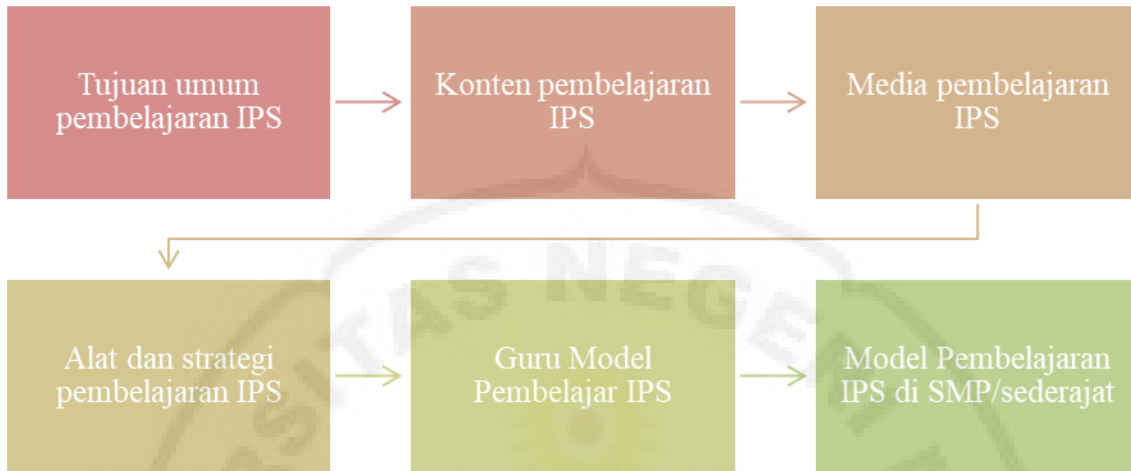 Tujuan umum
pembelajaran IPS
Konten pembelajaran
IPS
Media pembelajaran
IPS
Alat dan strategi
pembelajaran IPS
Guru Model
Pembelajar IPS
Model Pembelajaran
IPS di SMP/sederajat